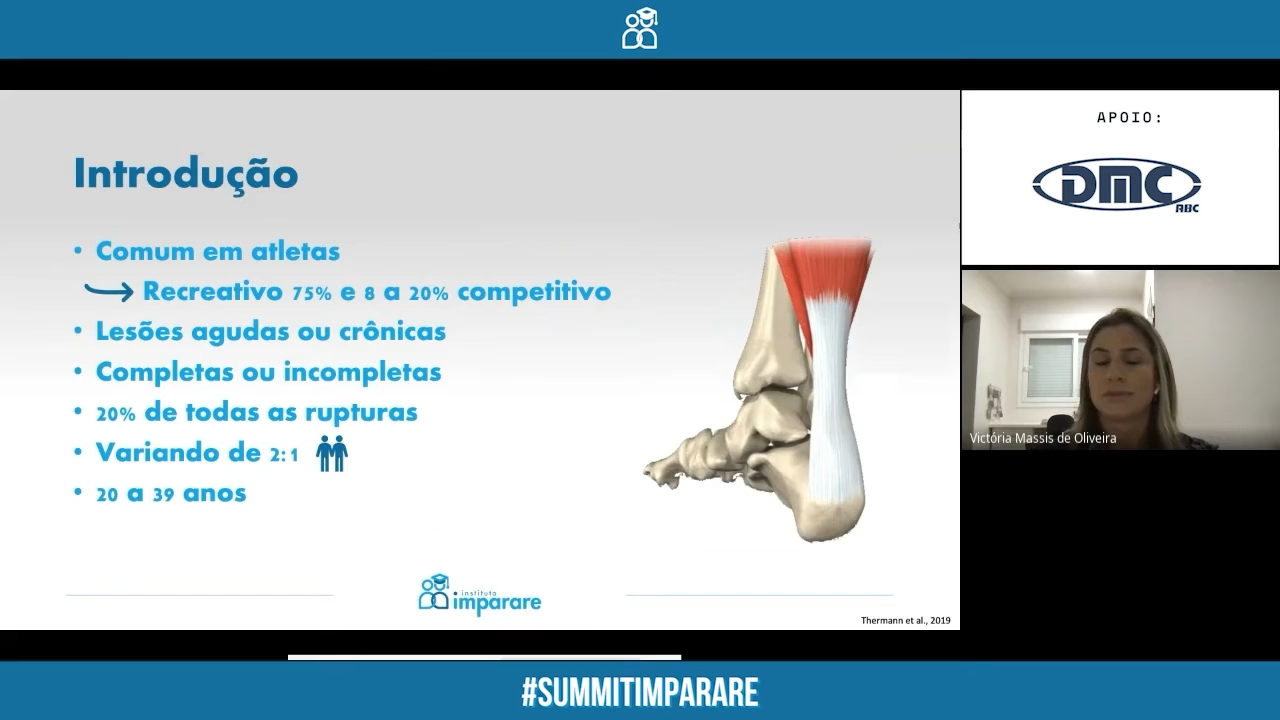 Introdução
• Comum em atletas
Recreativo 75% e 8 a 20% competitivo
• Lesões agudas ou crônicas
• Completas ou incompletas
• 20% de todas as rupturas
• Variando de 2:1
• 20 a 39 anos
instituto
imparare
Thermann et al., 2019
APOIO:
DMC
ABC
Victória Massis de Oliveira
#SUMMITIMPARARE